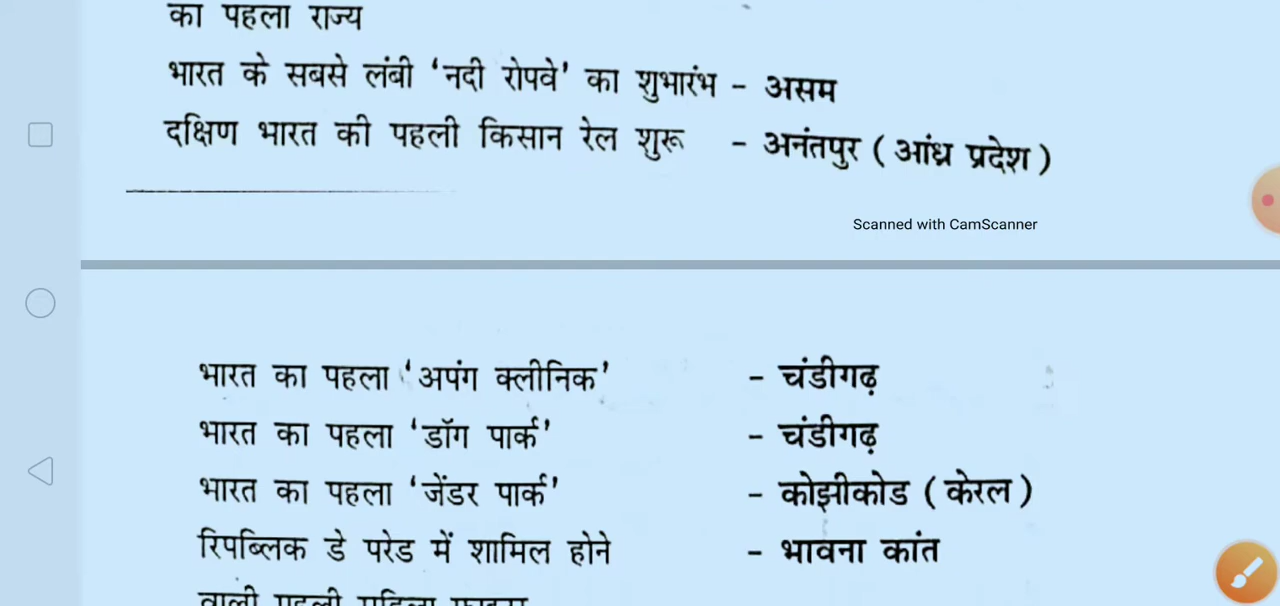 का पहला राज्य
भारत के सबसे लंबी ‘नदी रोपवे’ का शुभारंभ – असम
दक्षिण भारत की पहली किसान रेल शुरू – अनंतपुर ( आंध्र प्रदेश )
Scanned with CamScanner
भारत का पहला ‘अपंग क्लीनिक’ – चंडीगढ़
भारत का पहला ‘डॉग पार्क’ – चंडीगढ़
भारत का पहला ‘जेंडर पार्क’ – कोझीकोड ( केरल )
रिपब्लिक डे परेड में शामिल होने – भावना कांत
वाली पहली महिला